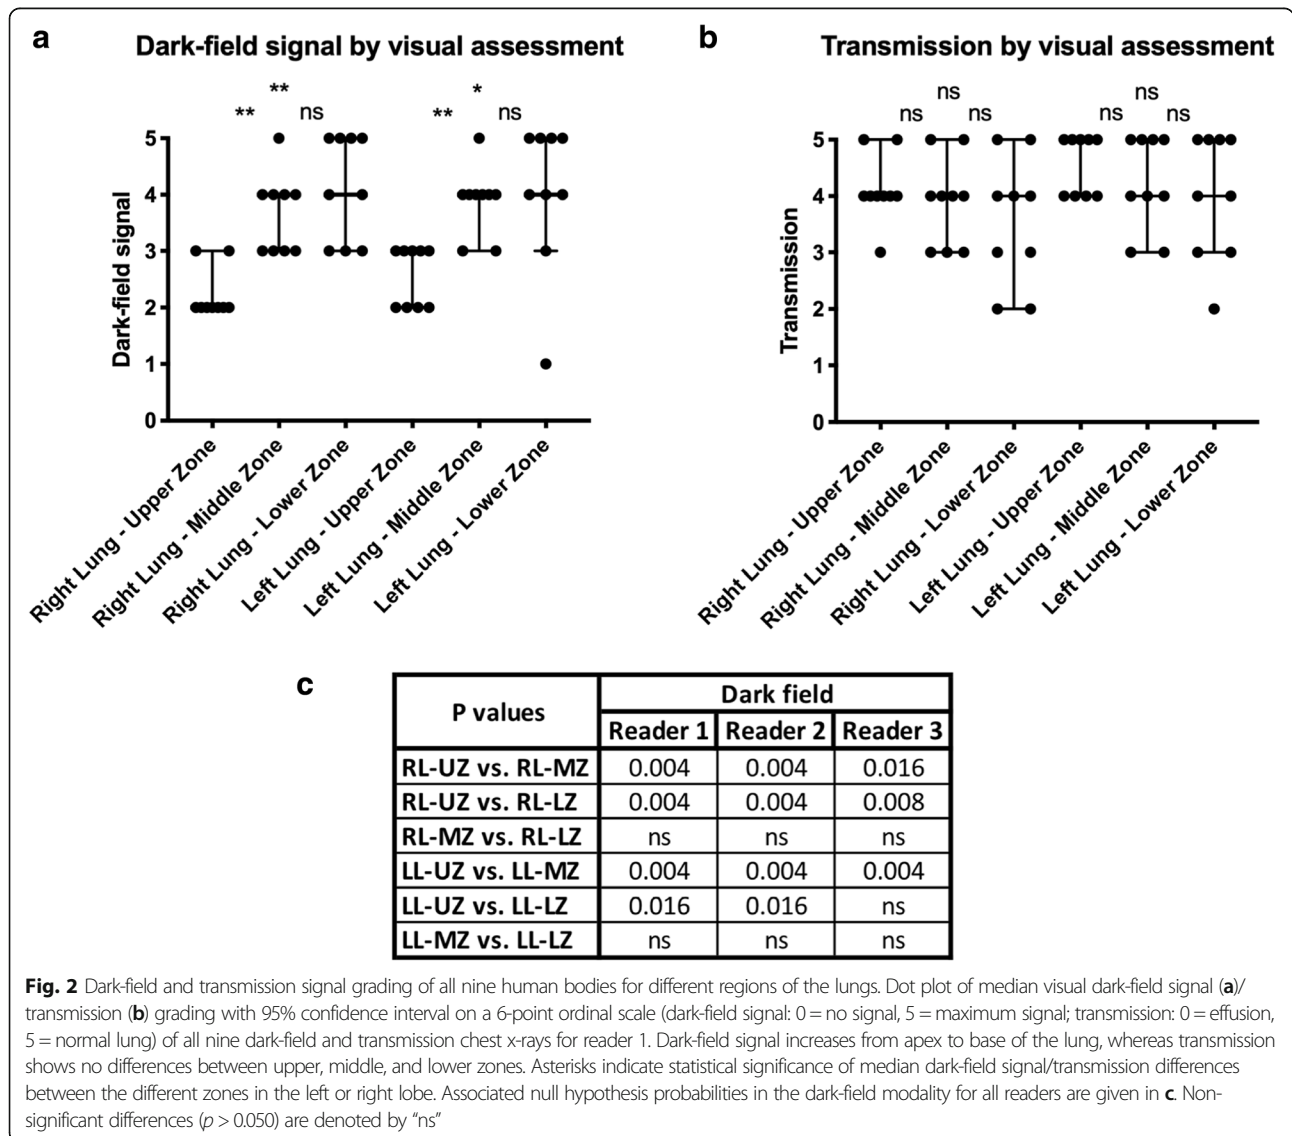 a
Dark-field signal by visual assessment
**
*
**
ns
**
ns
Dark-field signal
5
4
3
2
1
0
Right Lung - Upper Zone
Right Lung - Middle Zone
Right Lung - Lower Zone
Left Lung - Upper Zone
Left Lung - Middle Zone
Left Lung - Lower Zone
b
Transmission by visual assessment
ns
ns
ns
ns
ns
ns
Transmission
5
4
3
2
1
0
Right Lung - Upper Zone
Right Lung - Middle Zone
Right Lung - Lower Zone
Left Lung - Upper Zone
Left Lung - Middle Zone
Left Lung - Lower Zone
c
P values Dark field
Reader 1 Reader 2 Reader 3
RL-UZ vs. RL-MZ 0.004 0.004 0.016
RL-UZ vs. RL-LZ 0.004 0.004 0.008
RL-MZ vs. RL-LZ ns ns ns
LL-UZ vs. LL-MZ 0.004 0.004 0.004
LL-UZ vs. LL-LZ 0.016 0.016 ns
LL-MZ vs. LL-LZ ns ns ns
Fig. 2 Dark-field and transmission signal grading of all nine human bodies for different regions of the lungs. Dot plot of median visual dark-field signal (a)/
transmission (b) grading with 95% confidence interval on a 6-point ordinal scale (dark-field signal: 0 = no signal, 5 = maximum signal; transmission: 0 = effusion,
5 = normal lung) of all nine dark-field and transmission chest x-rays for reader 1. Dark-field signal increases from apex to base of the lung, whereas transmission
shows no differences between upper, middle, and lower zones. Asterisks indicate statistical significance of median dark-field signal/transmission differences
between the different zones in the left or right lobe. Associated null hypothesis probabilities in the dark-field modality for all readers are given in c. Non-
significant differences (p > 0.050) are denoted by “ns”